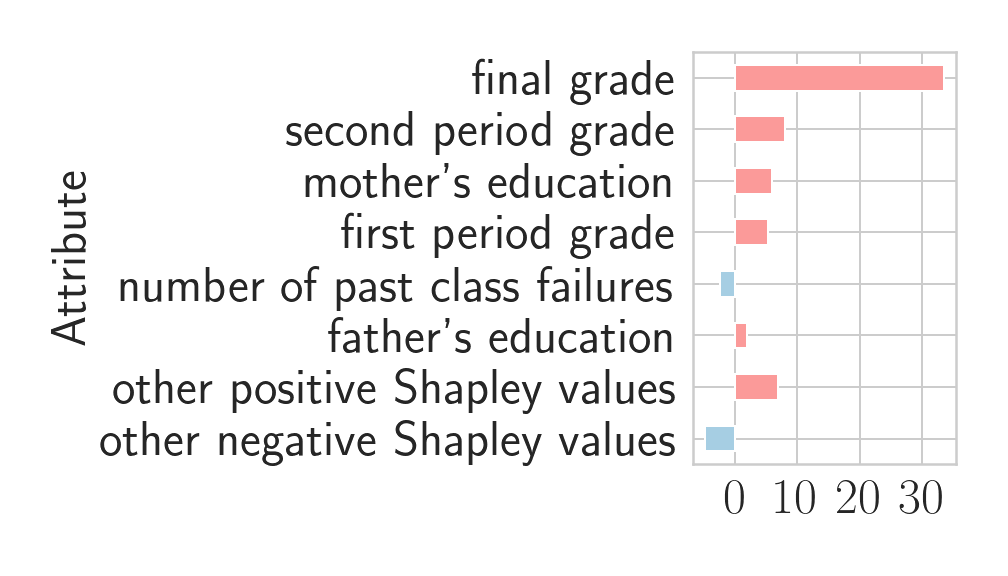 Attribute
final grade
second period grade
mother's education
first period grade
number of past class failures
father's education
other positive Shapley values
other negative Shapley values
0 10 20 30